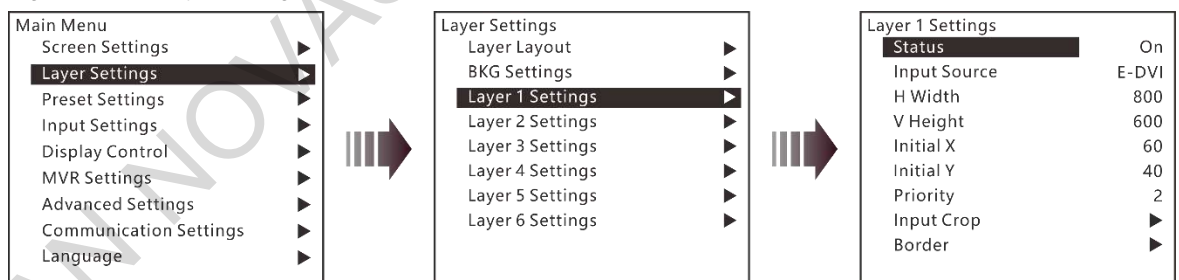 Main Menu
Screen Settings
Layer Settings
Preset Settings
Input Settings
Display Control
MVR Settings
Advanced Settings
Communication Settings
Language
Layer Settings
Layer Layout
BKG Settings
Layer 1 Settings
Layer 2 Settings
Layer 3 Settings
Layer 4 Settings
Layer 5 Settings
Layer 6 Settings
Layer 1 Settings
Status On
Input Source E-DVI
H Width 800
V Height 600
Initial X 60
Initial Y 40
Priority 2
Input Crop
Border